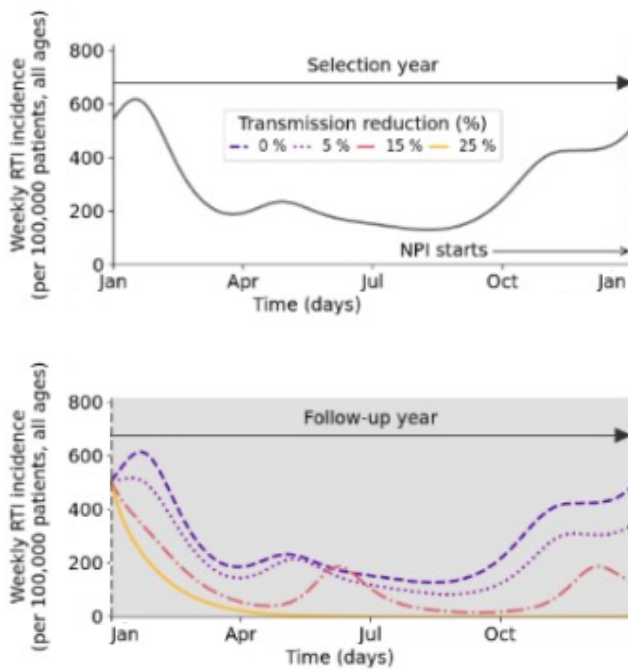 Weekly RTI incidence
(per 100,000 patients, all ages)
800
600
400
200
0
Selection year
Transmission reduction (%)
0 % 5 % 15 % 25 %
NPI starts
Jan Apr Jul Oct Jan
Time (days)
Weekly RTI incidence
(per 100,000 patients, all ages)
800
600
400
200
0
Follow-up year
Jan Apr Jul Oct
Time (days)